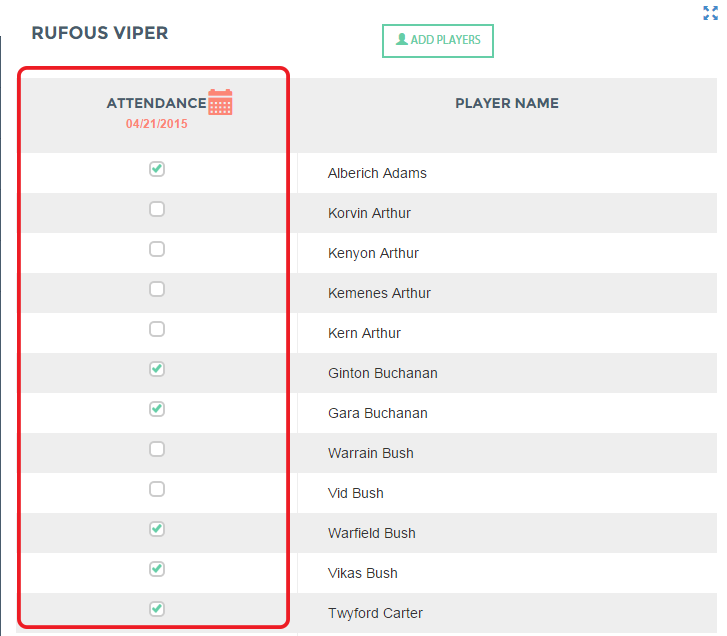 RUFOUS VIPER
ADD PLAYERS
ATTENDANCE PLAYER NAME
04/21/2015
Alberich Adams
Korvin Arthur
Kenyon Arthur
Kemenes Arthur
Kern Arthur
Ginton Buchanan
Gara Buchanan
Warrain Bush
Vid Bush
Warfield Bush
Vikas Bush
Twyford Carter